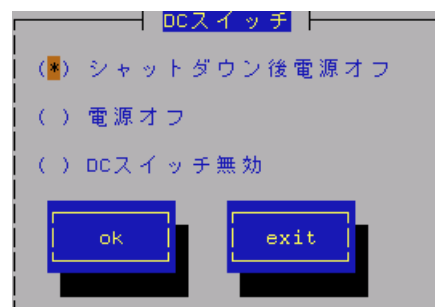 DCスイッチ
(*) シャットダウン後電源オフ
( ) 電源オフ
( ) DCスイッチ無効
ok exit